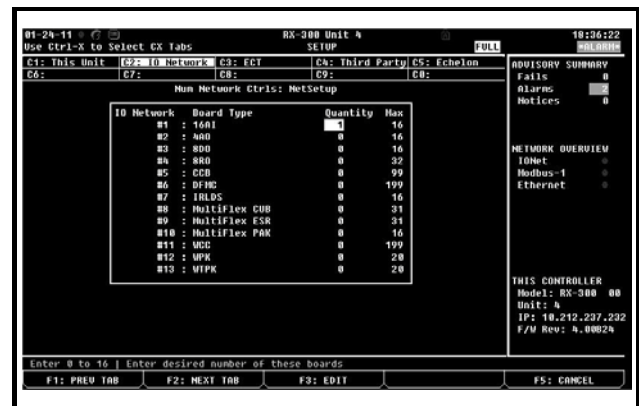 01-24-11 RX-300 Unit 4 18:36:22
Use Ctrl-X to Select CX Tabs SETUP FULL *ALARM*
C1: This Unit C2: IO Network C3: ECT C4: Third Party C5: Echelon
C6: C7: C8: C9: C0:
Num Network Ctrls: NetSetup
IO Network Board Type Quantity Max
#1 : 16AI 1 16
#2 : 4AO 0 16
#3 : 8DO 0 16
#4 : 8RO 0 32
#5 : CCB 0 99
#6 : DFMC 0 199
#7 : IRLDS 0 16
#8 : MultiFlex CUB 0 31
#9 : MultiFlex ESR 0 31
#10 : MultiFlex PAK 0 16
#11 : WCC 0 199
#12 : WPK 0 20
#13 : WTPK 0 20
ADVISORY SUMMARY
Fails 0
Alarms 2
Notices 0
NETWORK OVERVIEW
IONet
Modbus-1
Ethernet
THIS CONTROLLER
Model: RX-300 00
Unit: 4
IP: 10.212.237.232
F/W Rev: 4.00B24
Enter 0 to 16 | Enter desired number of these boards
F1: PREV TAB F2: NEXT TAB F3: EDIT F5: CANCEL